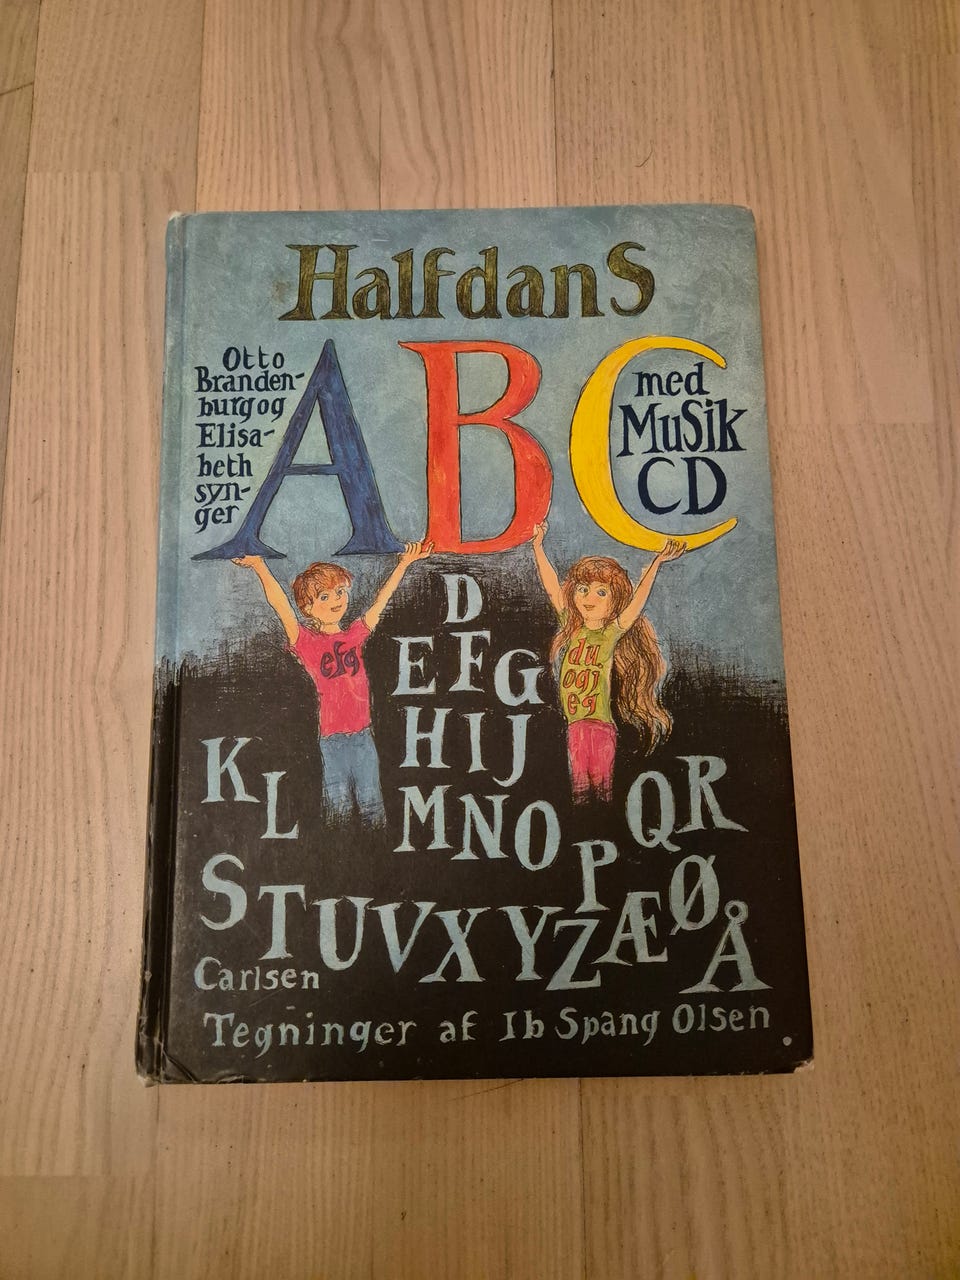 Halfdans
ABC
Otto
Branden-
burg og
Elisa-
beth
syn-
ger
med
Musik
CD
efg
du
ogj
eg
D
EFG
HIJ
KL
MNO
P
QR
STUVXYZÆØÅ
Carlsen
Tegninger af Ib Spang Olsen